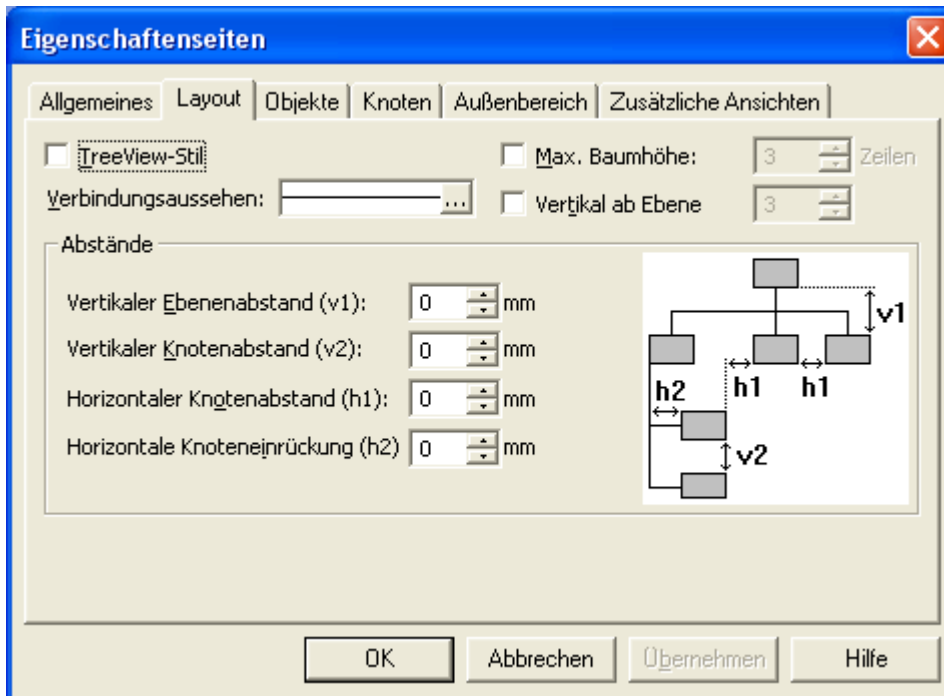 Eigenschaftenseiten
Allgemeines Layout Objekte Knoten Außenbereich Zusätzliche Ansichten
TreeView-Stil
Max. Baumhöhe: 3 Zeilen
Verbindungsaussehen: ...
Vertikal ab Ebene 3
Abstände
Vertikaler Ebenenabstand (v1): 0 mm
Vertikaler Knotenabstand (v2): 0 mm
Horizontaler Knotenabstand (h1): 0 mm
Horizontale Knoteneinrückung (h2) 0 mm
v1
h2 h1 h1
v2
OK Abbrechen Übernehmen Hilfe